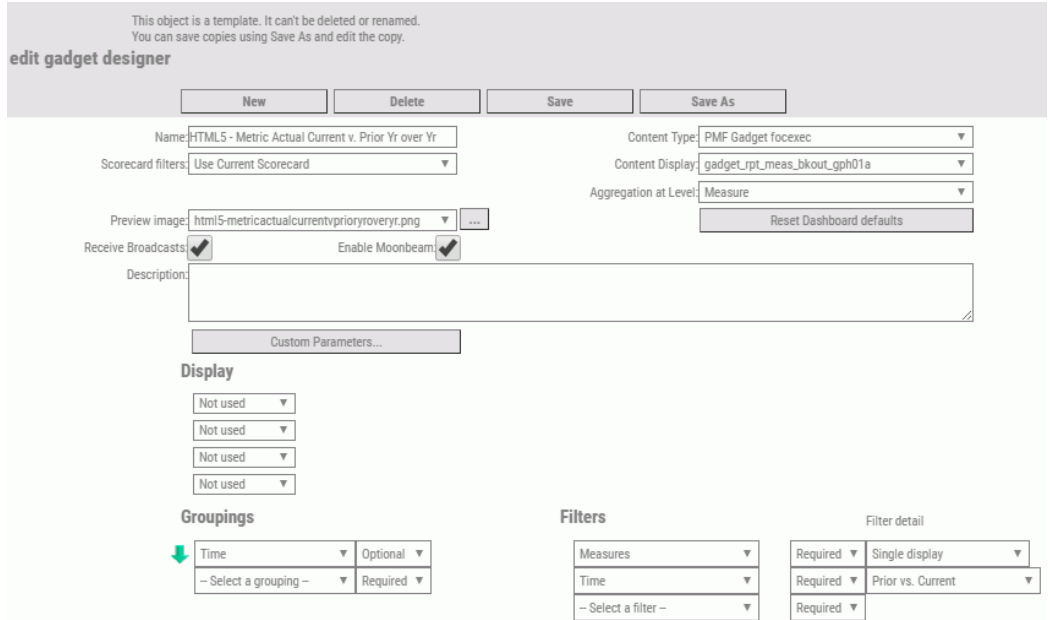 This object is a template. It can't be deleted or renamed.
You can save copies using Save As and edit the copy.
edit gadget designer
New Delete Save Save As
Name: HTML5 - Metric Actual Current v. Prior Yr over Yr Content Type: PMF Gadget focexec
Scorecard filters: Use Current Scorecard Content Display: gadget_rpt_meas_bkout_gph01a
Aggregation at Level: Measure
Preview image: html5-metricactualcurrentvprioryroveryr.png ... Reset Dashboard defaults
Receive Broadcasts: Enable Moonbeam:
Description:
Custom Parameters...
Display
Not used
Not used
Not used
Not used
Groupings Filters Filter detail
Time Optional Measures Required Single display
-- Select a grouping -- Required Time Required Prior vs. Current
-- Select a filter -- Required